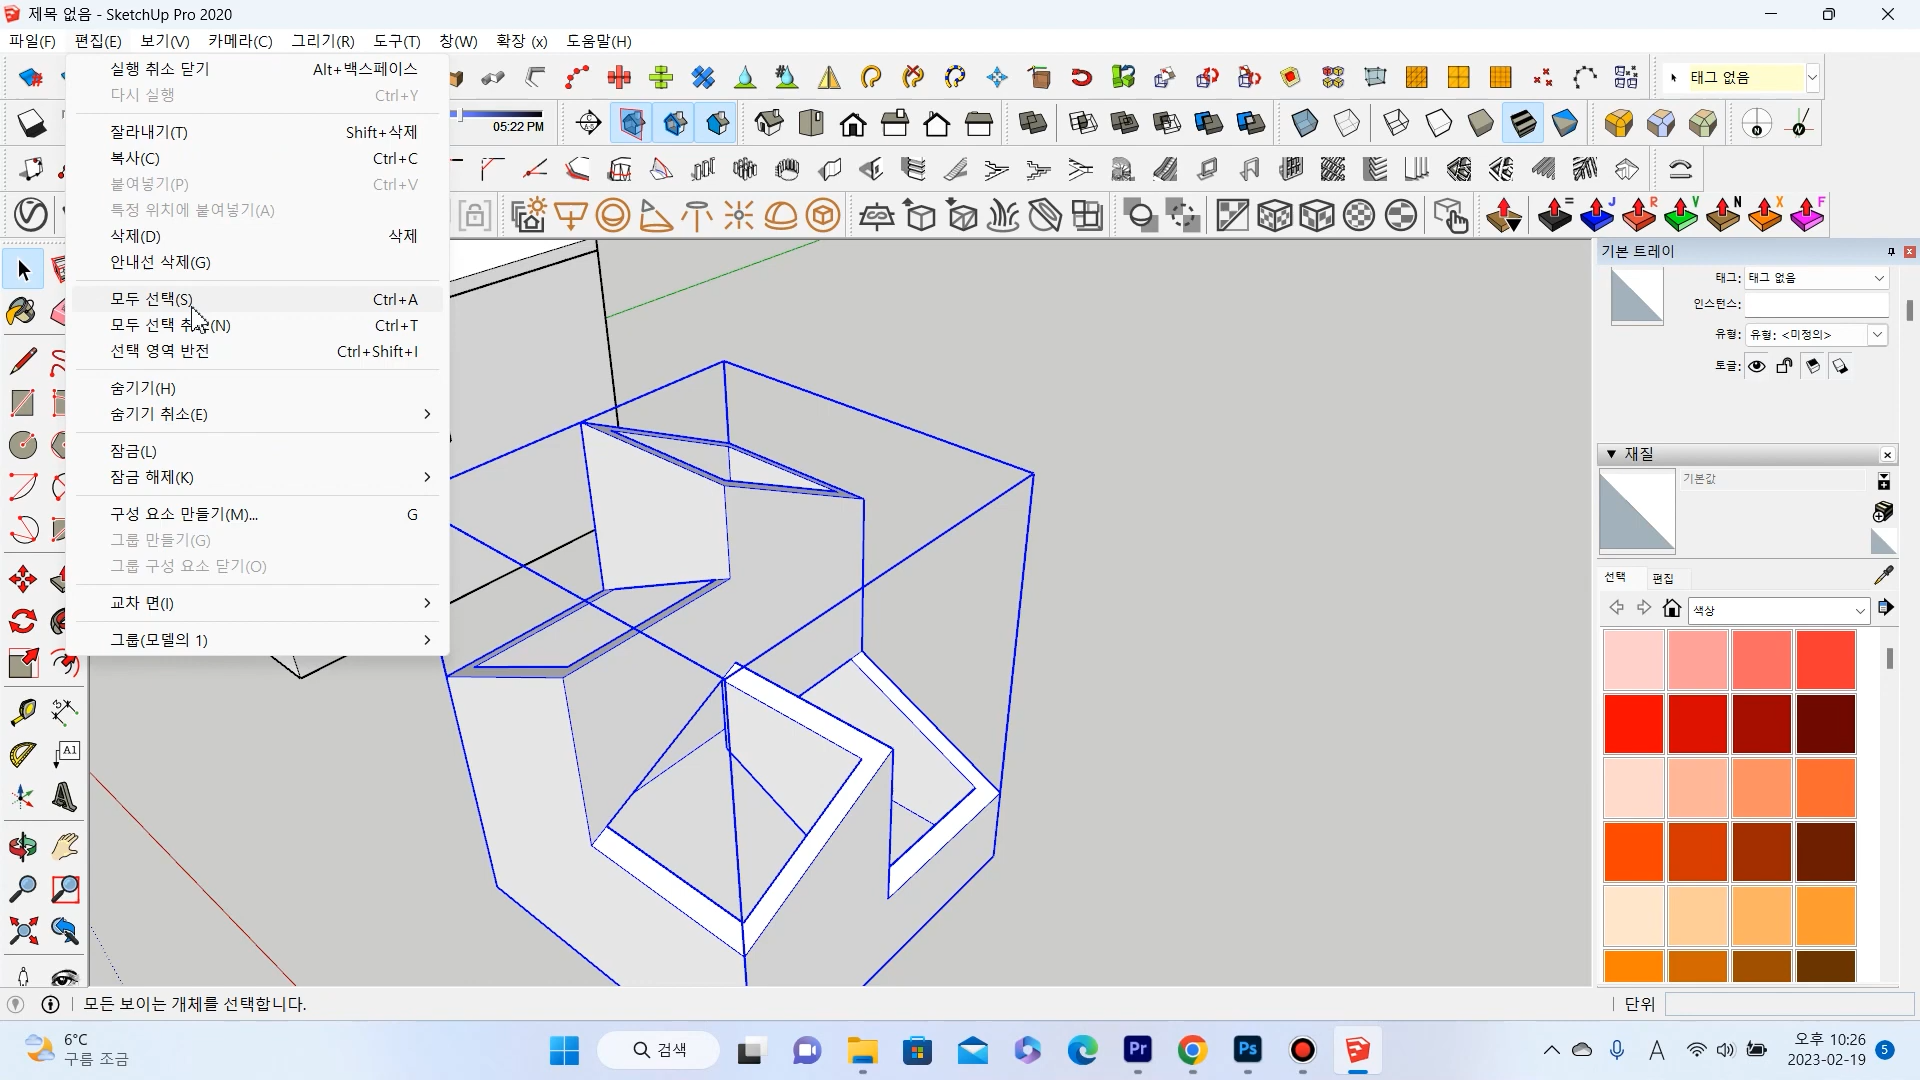 제목 없음 - SketchUp Pro 2020
파일(F) 편집(E) 보기(V) 카메라(C) 그리기(R) 도구(T) 창(W) 확장 (x) 도움말(H)
실행 취소 닫기 Alt+백스페이스
다시 실행 Ctrl+Y
잘라내기(T) Shift+삭제
복사(C) Ctrl+C
붙여넣기(P) Ctrl+V
특정 위치에 붙여넣기(A)
삭제(D) 삭제
안내선 삭제(G)
모두 선택(S) Ctrl+A
모두 선택 취소(N) Ctrl+T
선택 영역 반전 Ctrl+Shift+I
숨기기(H)
숨기기 취소(E)
잠금(L)
잠금 해제(K)
구성 요소 만들기(M)... G
그룹 만들기(G)
그룹 구성 요소 닫기(O)
교차 면(I)
그룹(모델의 1)
05:22 PM
태그 없음
J R V N X F
A1
기본 트레이
태그: 태그 없음
인스턴스:
유형: 유형: <미정의>
토글:
재질
기본값
선택 편집
색상
모든 보이는 개체를 선택합니다.
단위
6°C
구름 조금
검색
Pr
Ps
A
오후 10:26
2023-02-19
5